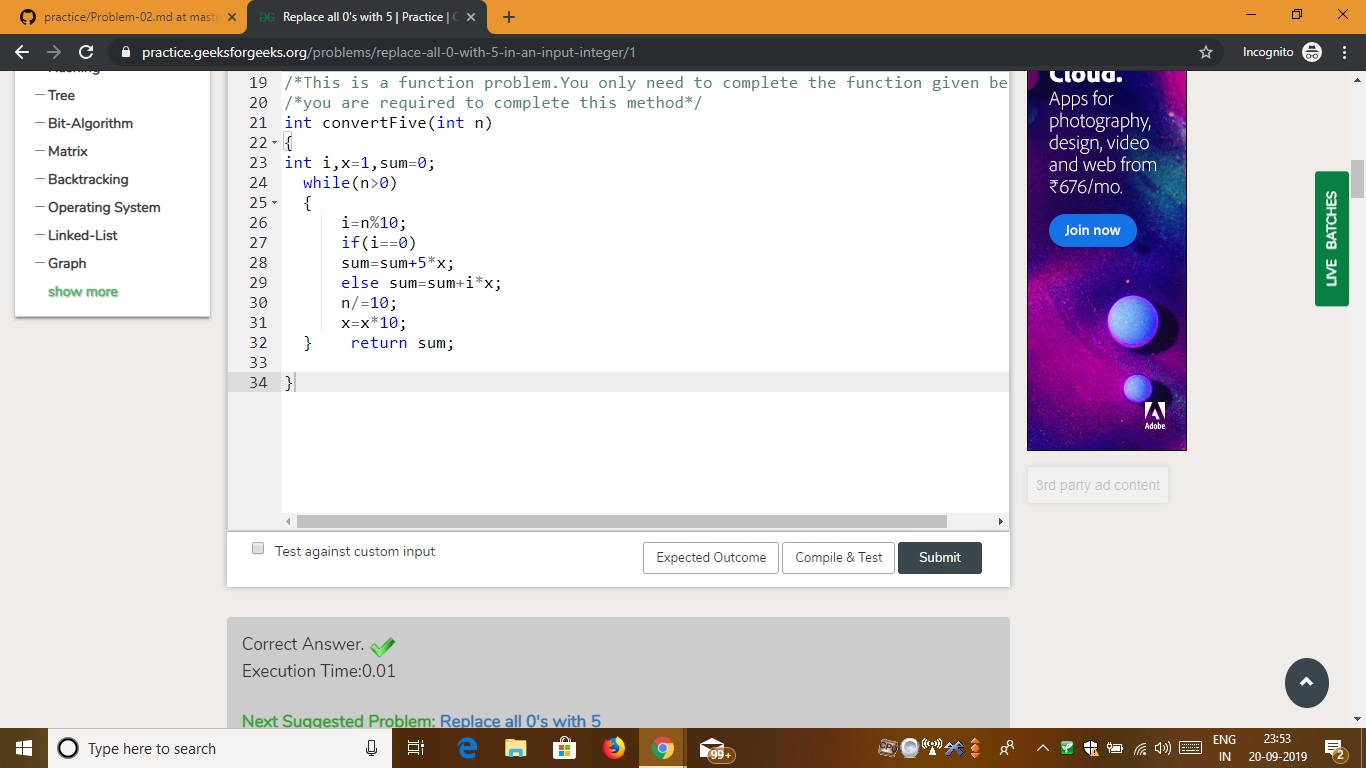 practice/Problem-02.md at mast
Replace all 0's with 5 | Practice |
practice.geeksforgeeks.org/problems/replace-all-0-with-5-in-an-input-integer/1
Incognito
Hashing
Tree
Bit-Algorithm
Matrix
Backtracking
Operating System
Linked-List
Graph
show more
19 /*This is a function problem.You only need to complete the function given be
20 /*you are required to complete this method*/
21 int convertFive(int n)
22 {
23 int i,x=1,sum=0;
24 while(n>0)
25 {
26 i=n%10;
27 if(i==0)
28 sum=sum+5*x;
29 else sum=sum+i*x;
30 n/=10;
31 x=x*10;
32 } return sum;
33
34 }
Test against custom input
Expected Outcome
Compile & Test
Submit
Correct Answer.
Execution Time:0.01
Next Suggested Problem: Replace all 0's with 5
Cloud.
Apps for
photography,
design, video
and web from
₹676/mo.
Join now
Adobe
3rd party ad content
LIVE BATCHES
Type here to search
99+
ENG
IN
23:53
20-09-2019
2